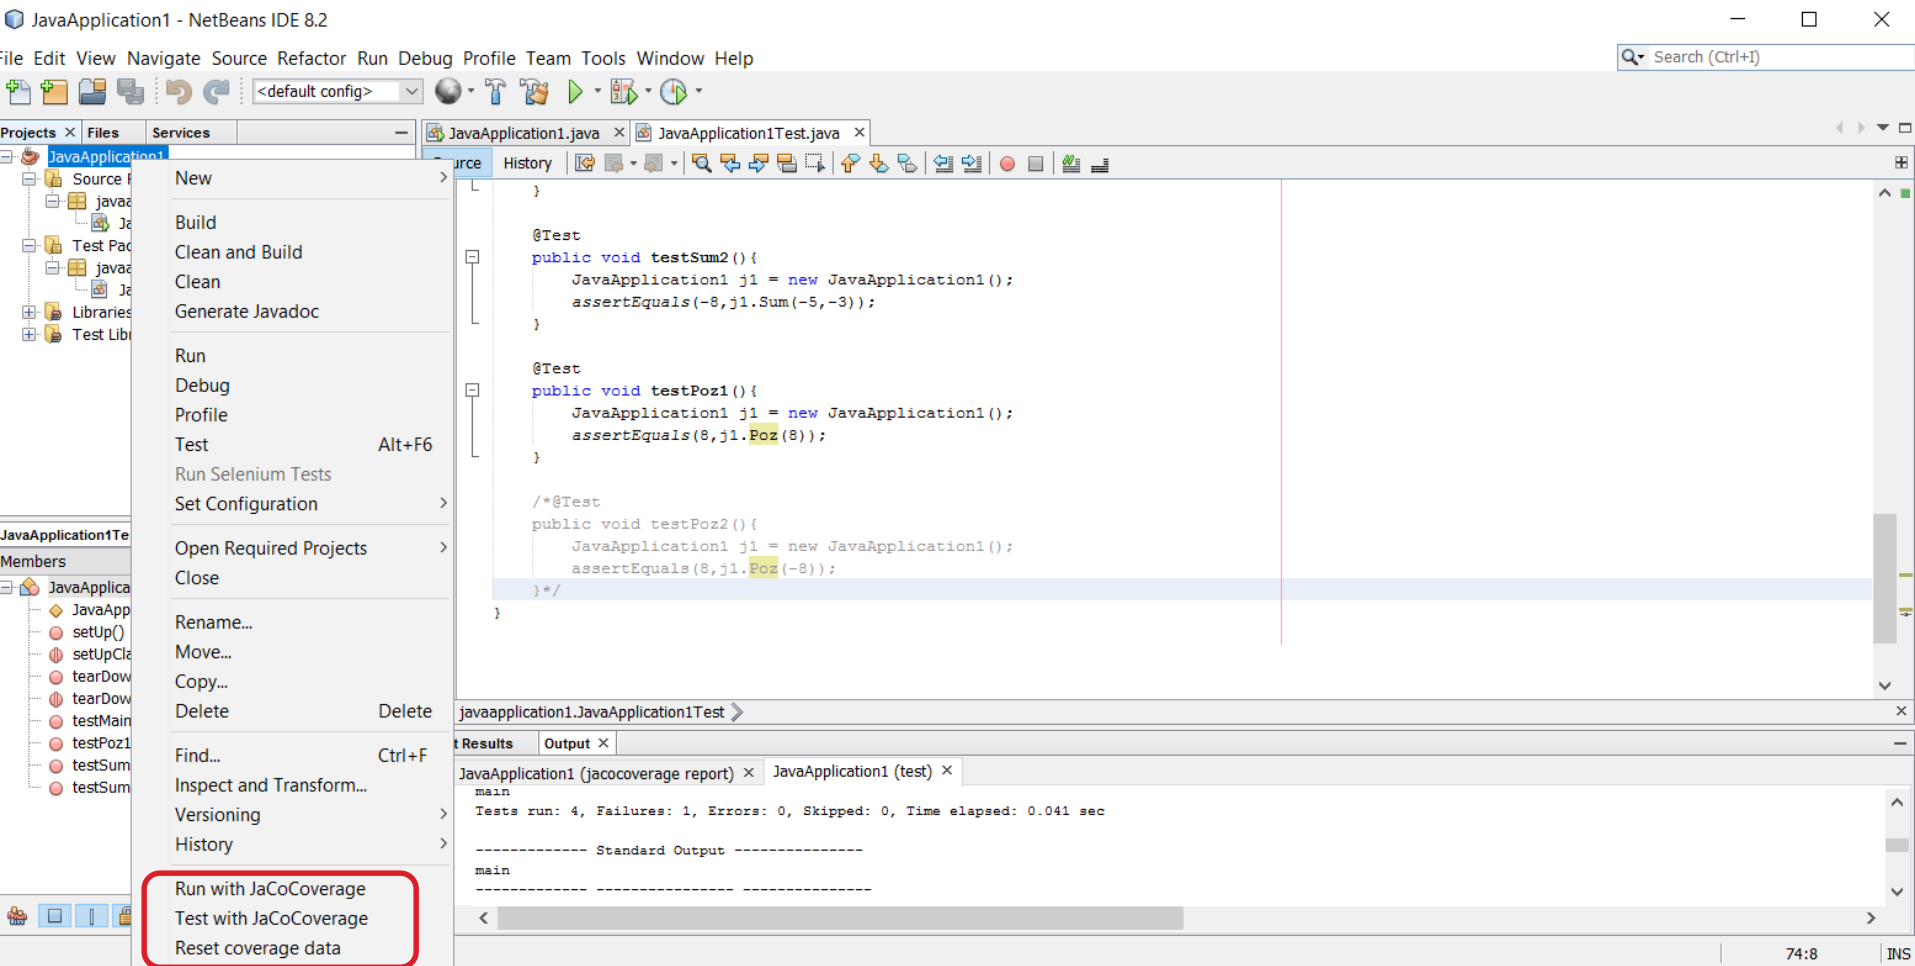 JavaApplication1 - NetBeans IDE 8.2
File Edit View Navigate Source Refactor Run Debug Profile Team Tools Window Help
Search (Ctrl+I)
<default config>
Projects Files Services
JavaApplication1.java JavaApplication1Test.java
JavaApplication1
Source History
Source
javaa
Ja
Test Pac
javaa
Ja
Libraries
Test Lib
New
Build
Clean and Build
Clean
Generate Javadoc
Run
Debug
Profile
Test Alt+F6
Run Selenium Tests
Set Configuration
Open Required Projects
Close
Rename...
Move...
Copy...
Delete Delete
Find... Ctrl+F
Inspect and Transform...
Versioning
History
Run with JaCoCoverage
Test with JaCoCoverage
Reset coverage data
}
@Test
public void testSum2(){
JavaApplication1 j1 = new JavaApplication1();
assertEquals(-8,j1.Sum(-5,-3));
}
@Test
public void testPoz1(){
JavaApplication1 j1 = new JavaApplication1();
assertEquals(8,j1.Poz(8));
}
/*@Test
public void testPoz2(){
JavaApplication1 j1 = new JavaApplication1();
assertEquals(8,j1.Poz(-8));
}*/
}
JavaApplication1Te
Members
JavaApplica
JavaApp
setUp()
setUpCla
tearDow
tearDow
testMain
testPoz1
testSum
testSum
javaapplication1.JavaApplication1Test
t Results Output
JavaApplication1 (jacocoverage report) JavaApplication1 (test)
main
Tests run: 4, Failures: 1, Errors: 0, Skipped: 0, Time elapsed: 0.041 sec
------------- Standard Output ---------------
main
------------- ---------------- ---------------
74:8 INS